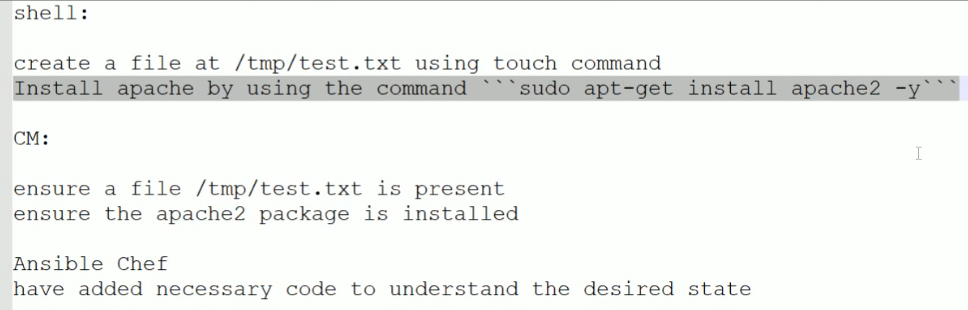 shell:
create a file at /tmp/test.txt using touch command
Install apache by using the command ```sudo apt-get install apache2 -y```
CM:
ensure a file /tmp/test.txt is present
ensure the apache2 package is installed
Ansible Chef
have added necessary code to understand the desired state